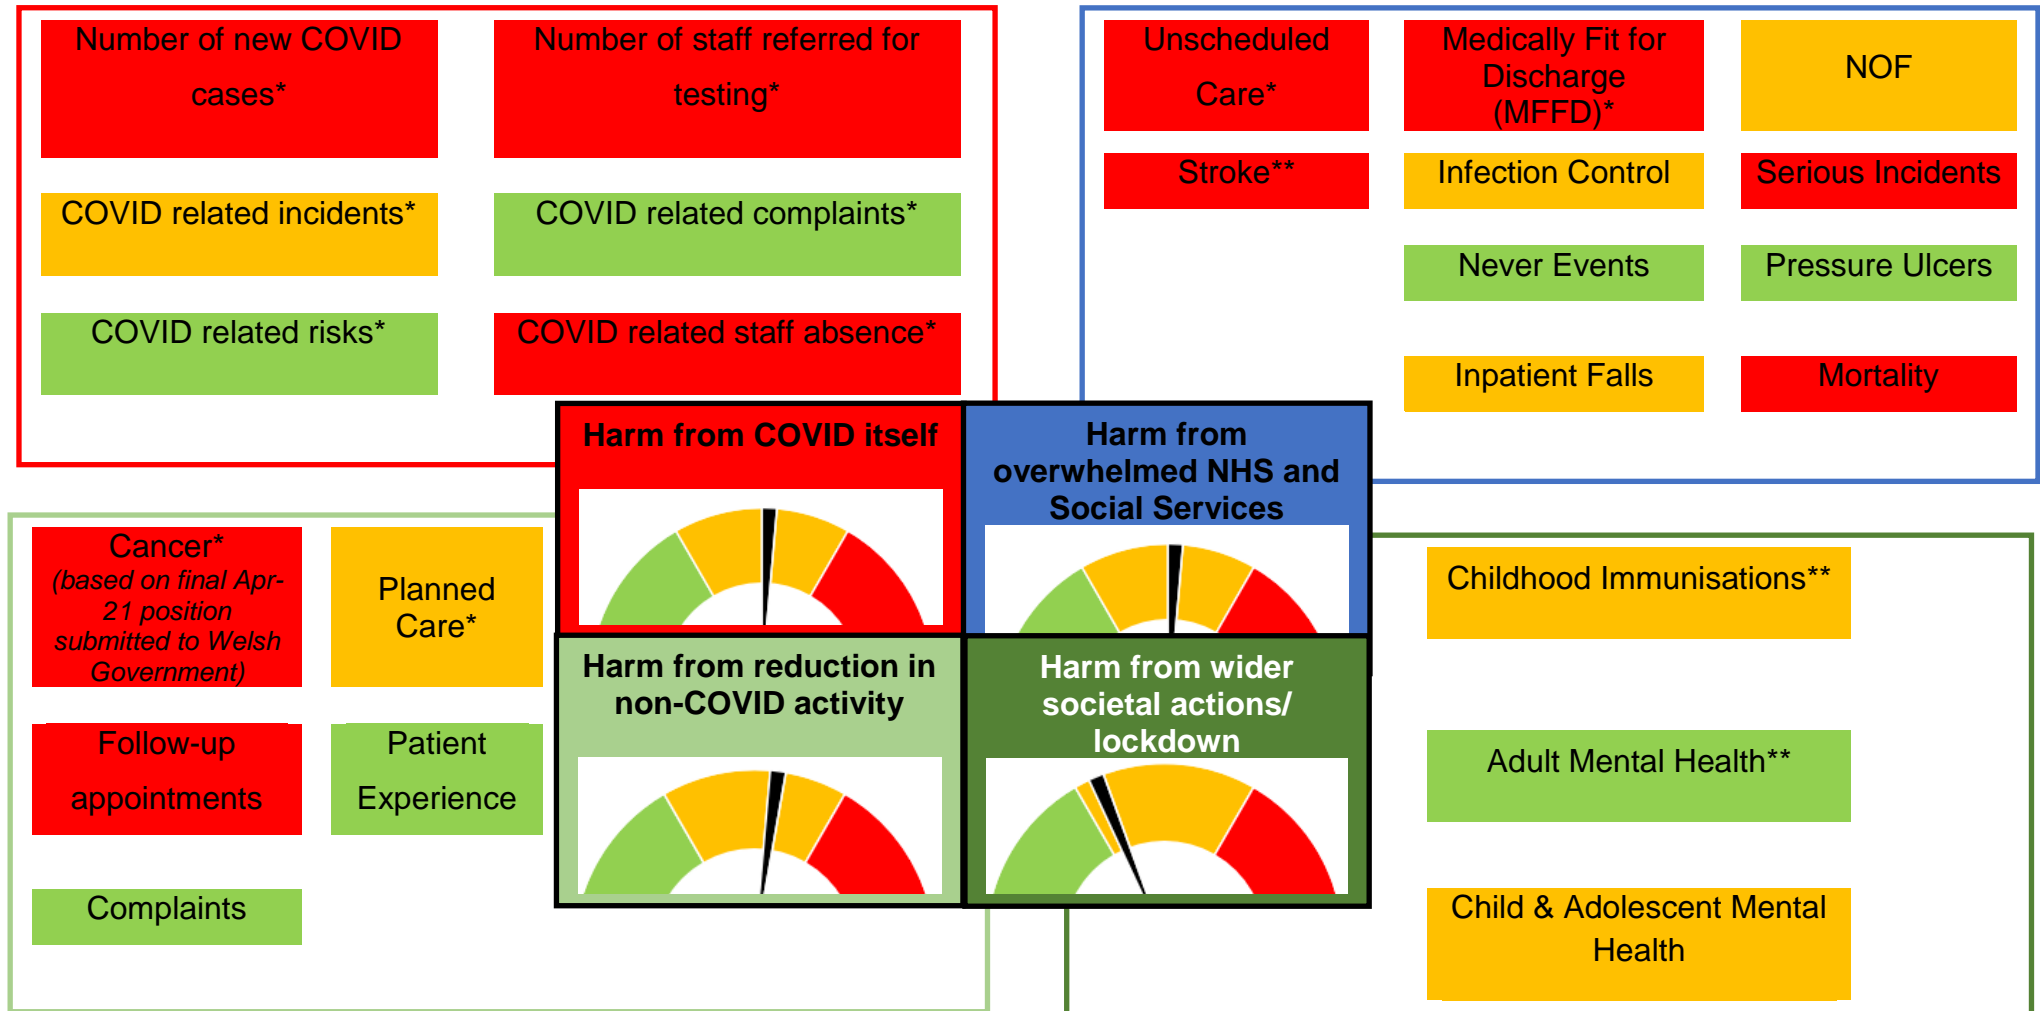 Number of new COVID
cases*
Number of staff referred for
testing*
COVID related incidents*
COVID related complaints*
COVID related risks*
COVID related staff absence*
Unscheduled
Care*
Medically Fit for
Discharge
(MFFD)*
NOF
Stroke**
Infection Control
Serious Incidents
Never Events
Pressure Ulcers
Inpatient Falls
Mortality
Harm from COVID itself
Harm from
overwhelmed NHS and
Social Services
Cancer*
(based on final Apr-
21 position
submitted to Welsh
Government)
Planned
Care*
Follow-up
appointments
Patient
Experience
Complaints
Harm from reduction in
non-COVID activity
Harm from wider
societal actions/
lockdown
Childhood Immunisations**
Adult Mental Health**
Child & Adolescent Mental
Health